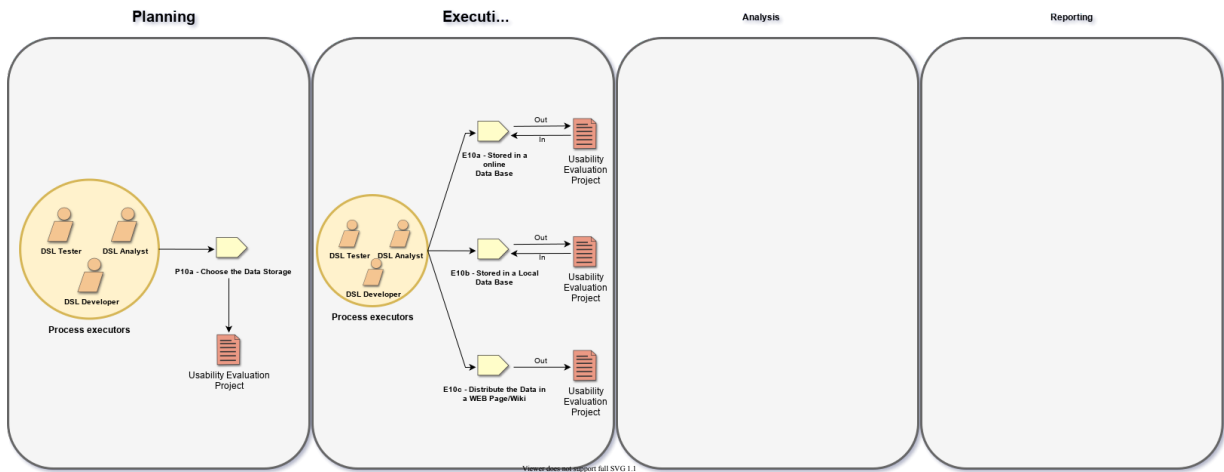 Planning
Executi...
Analysis
Reporting
DSL Tester
DSL Analyst
DSL Developer
Process executors
P10a - Choose the Data Storage
Usability Evaluation
Project
DSL Tester
DSL Analyst
DSL Developer
Process executors
Out
In
E10a - Stored in a
online
Data Base
Usability
Evaluation
Project
Out
In
E10b - Stored in a Local
Data Base
Usability
Evaluation
Project
Out
E10c - Distribute the Data in
a WEB Page/Wiki
Usability
Evaluation
Project
Viewer does not support full SVG 1.1